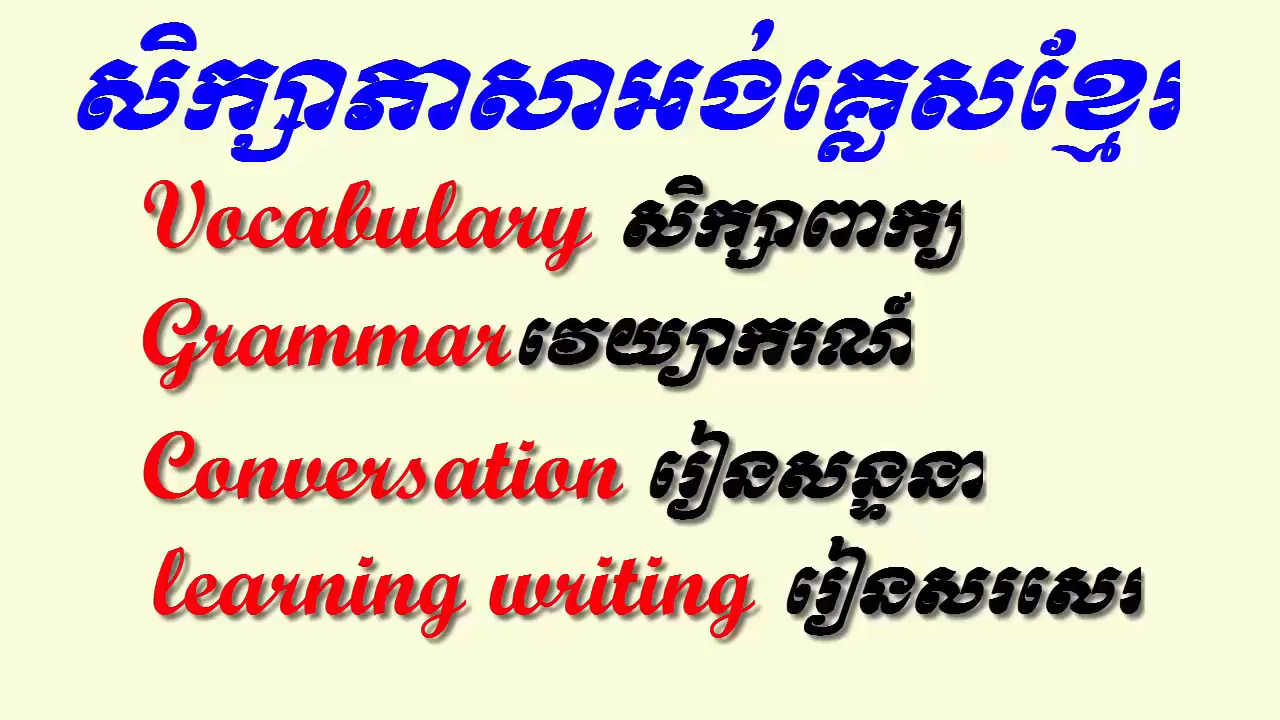 សិក្សាភាសាអង់គ្លេសខ្មែរ
Vocabulary សិក្សាពាក្យ
Grammar វេយ្យាករណ៍
Conversation រៀនសន្ទនា
learning writing រៀនសរសេរ